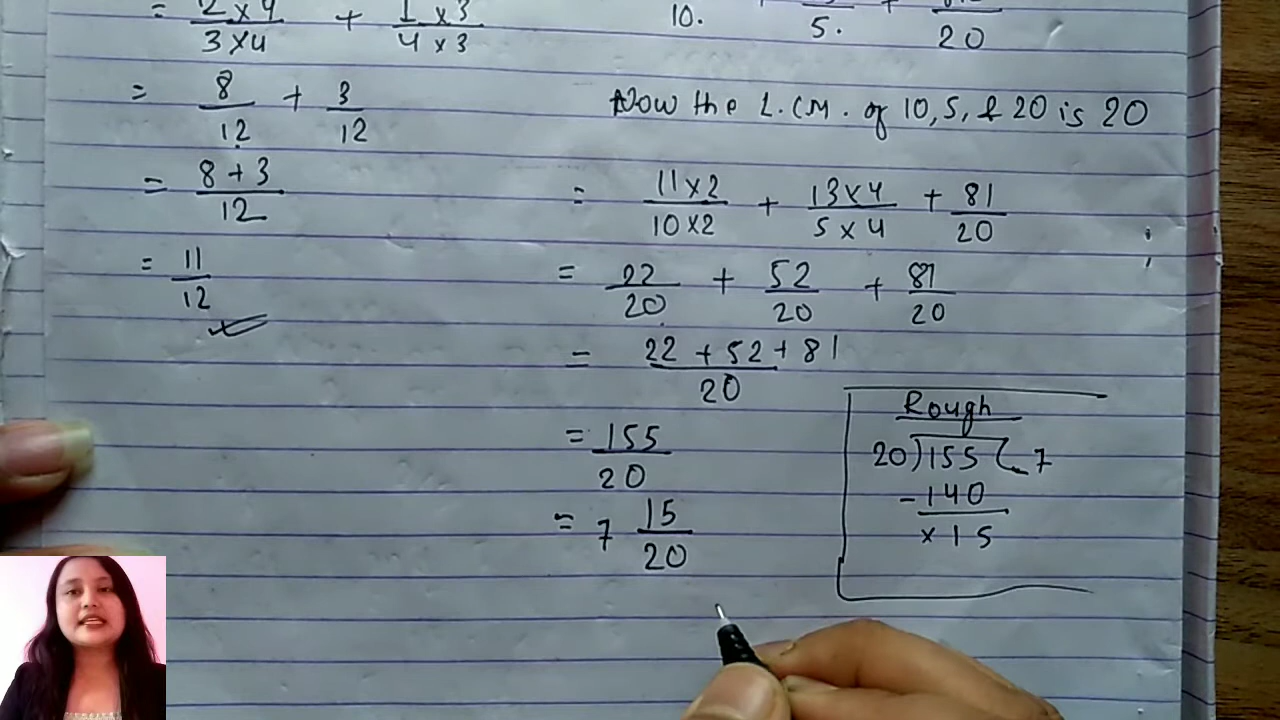 = 2 x 4 / 3 x 4 + 1 x 3 / 4 x 3
= 8/12 + 3/12
= 8 + 3 / 12
= 11/12
10. 5. + 20
Now the L.C.M. of 10, 5, & 20 is 20
= 11 x 2 / 10 x 2 + 13 x 4 / 5 x 4 + 81/20
= 22/20 + 52/20 + 81/20
= 22 + 52 + 81 / 20
= 155/20
= 7 15/20
Rough
20)155(7
-140
x15